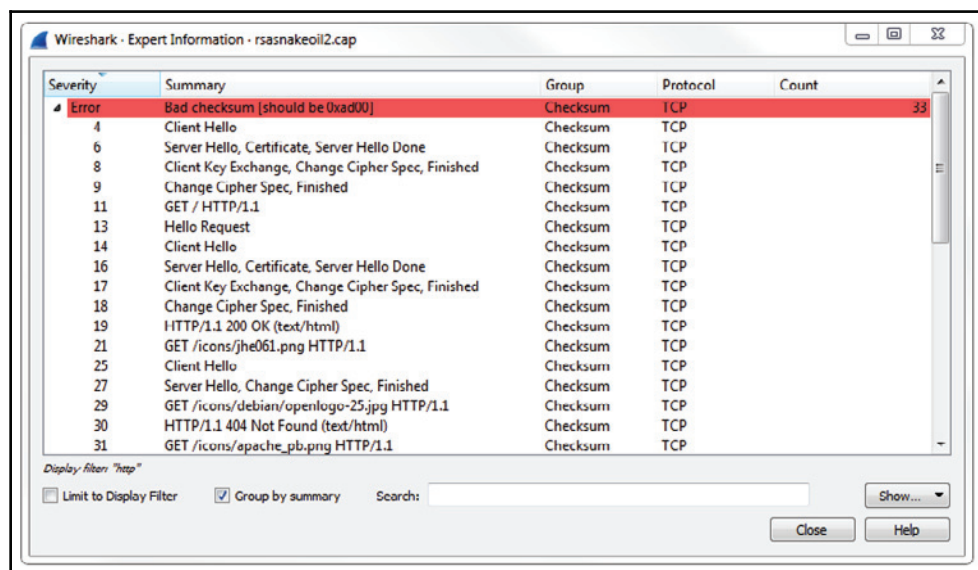 Wireshark · Expert Information · rsasnakeoil2.cap
Severity Summary Group Protocol Count
Error Bad checksum [should be 0xad00] Checksum TCP 33
4 Client Hello Checksum TCP
6 Server Hello, Certificate, Server Hello Done Checksum TCP
8 Client Key Exchange, Change Cipher Spec, Finished Checksum TCP
9 Change Cipher Spec, Finished Checksum TCP
11 GET / HTTP/1.1 Checksum TCP
13 Hello Request Checksum TCP
14 Client Hello Checksum TCP
16 Server Hello, Certificate, Server Hello Done Checksum TCP
17 Client Key Exchange, Change Cipher Spec, Finished Checksum TCP
18 Change Cipher Spec, Finished Checksum TCP
19 HTTP/1.1 200 OK (text/html) Checksum TCP
21 GET /icons/jhe061.png HTTP/1.1 Checksum TCP
25 Client Hello Checksum TCP
27 Server Hello, Change Cipher Spec, Finished Checksum TCP
29 GET /icons/debian/openlogo-25.jpg HTTP/1.1 Checksum TCP
30 HTTP/1.1 404 Not Found (text/html) Checksum TCP
31 GET /icons/apache_pb.png HTTP/1.1 Checksum TCP
Display filter: "http"
Limit to Display Filter Group by summary Search: Show...
Close Help